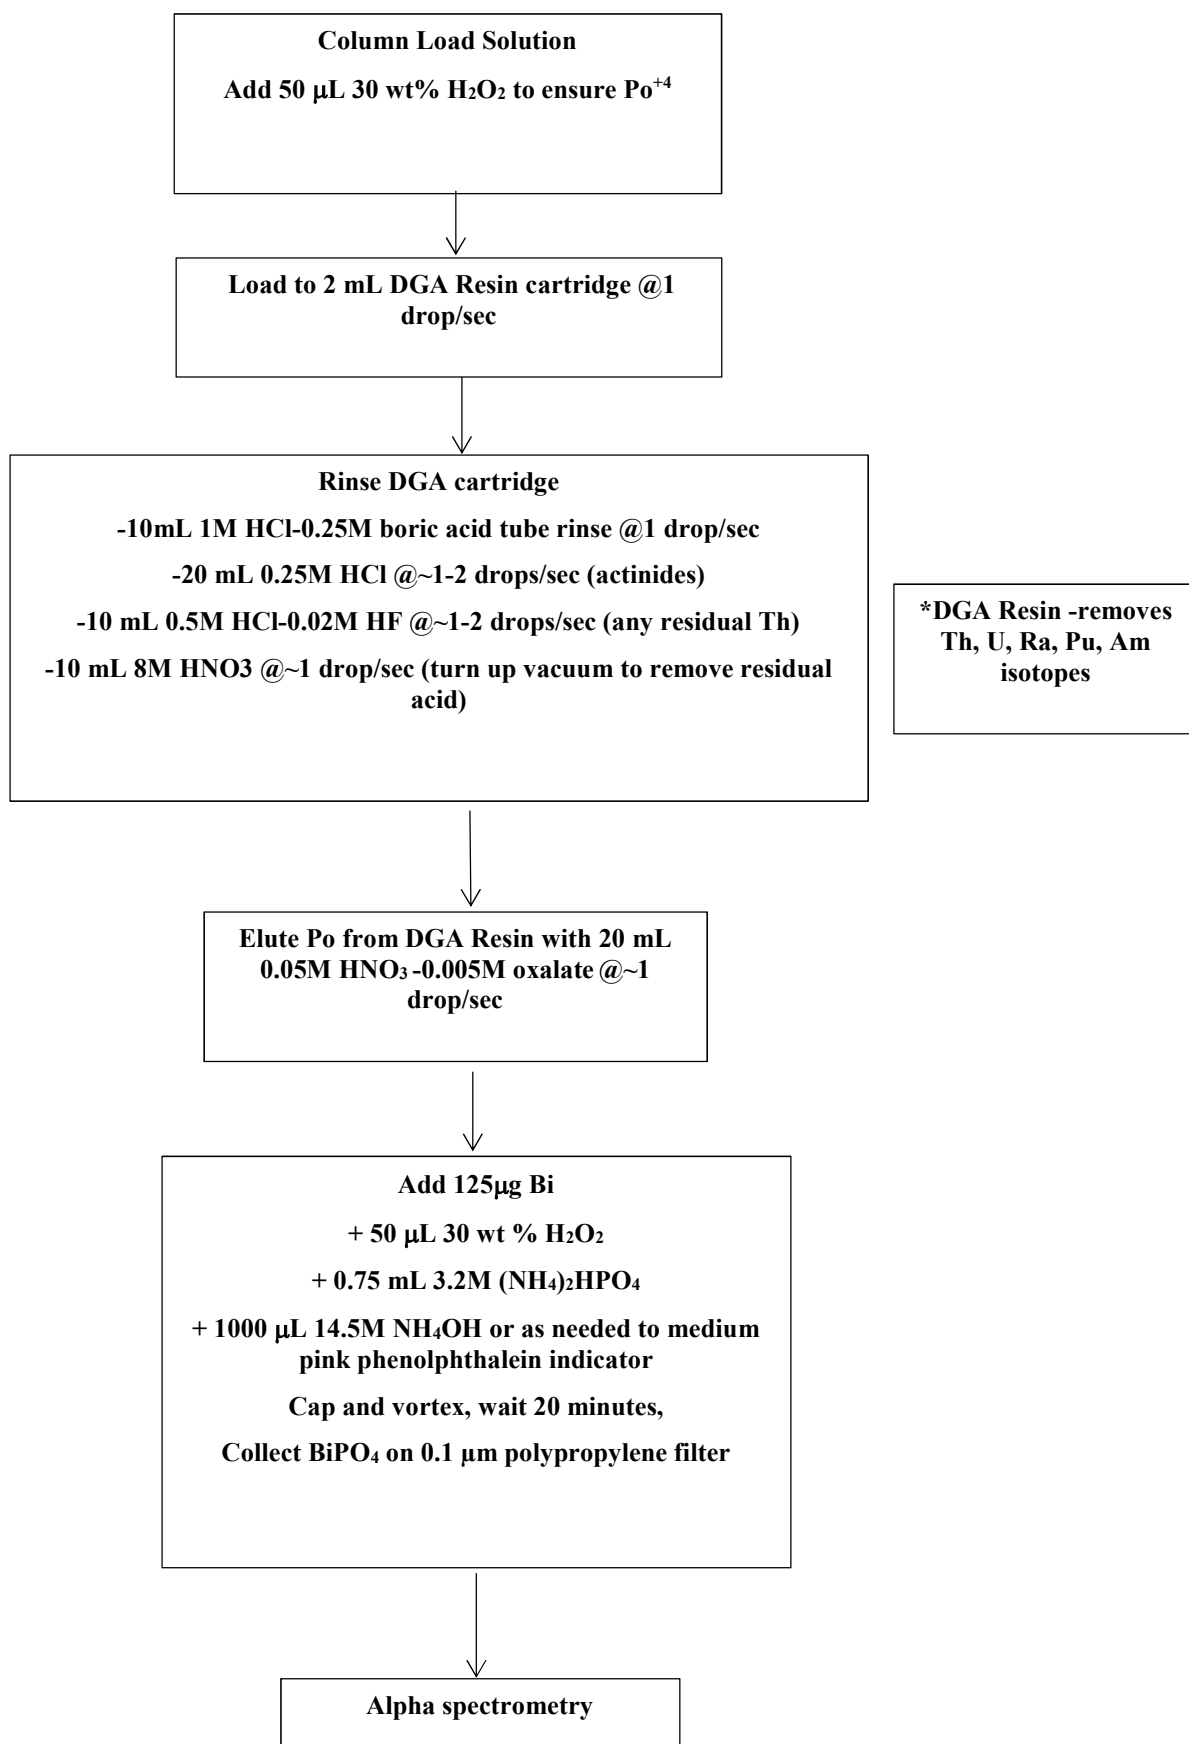 Column Load Solution
Add 50 µL 30 wt% H₂O₂ to ensure Po⁺⁴
Load to 2 mL DGA Resin cartridge @1
drop/sec
Rinse DGA cartridge
-10mL 1M HCl-0.25M boric acid tube rinse @1 drop/sec
-20 mL 0.25M HCl @~1-2 drops/sec (actinides)
-10 mL 0.5M HCl-0.02M HF @~1-2 drops/sec (any residual Th)
-10 mL 8M HNO3 @~1 drop/sec (turn up vacuum to remove residual
acid)
*DGA Resin -removes
Th, U, Ra, Pu, Am
isotopes
Elute Po from DGA Resin with 20 mL
0.05M HNO₃ -0.005M oxalate @~1
drop/sec
Add 125µg Bi
+ 50 µL 30 wt % H₂O₂
+ 0.75 mL 3.2M (NH₄)₂HPO₄
+ 1000 µL 14.5M NH₄OH or as needed to medium
pink phenolphthalein indicator
Cap and vortex, wait 20 minutes,
Collect BiPO₄ on 0.1 µm polypropylene filter
Alpha spectrometry